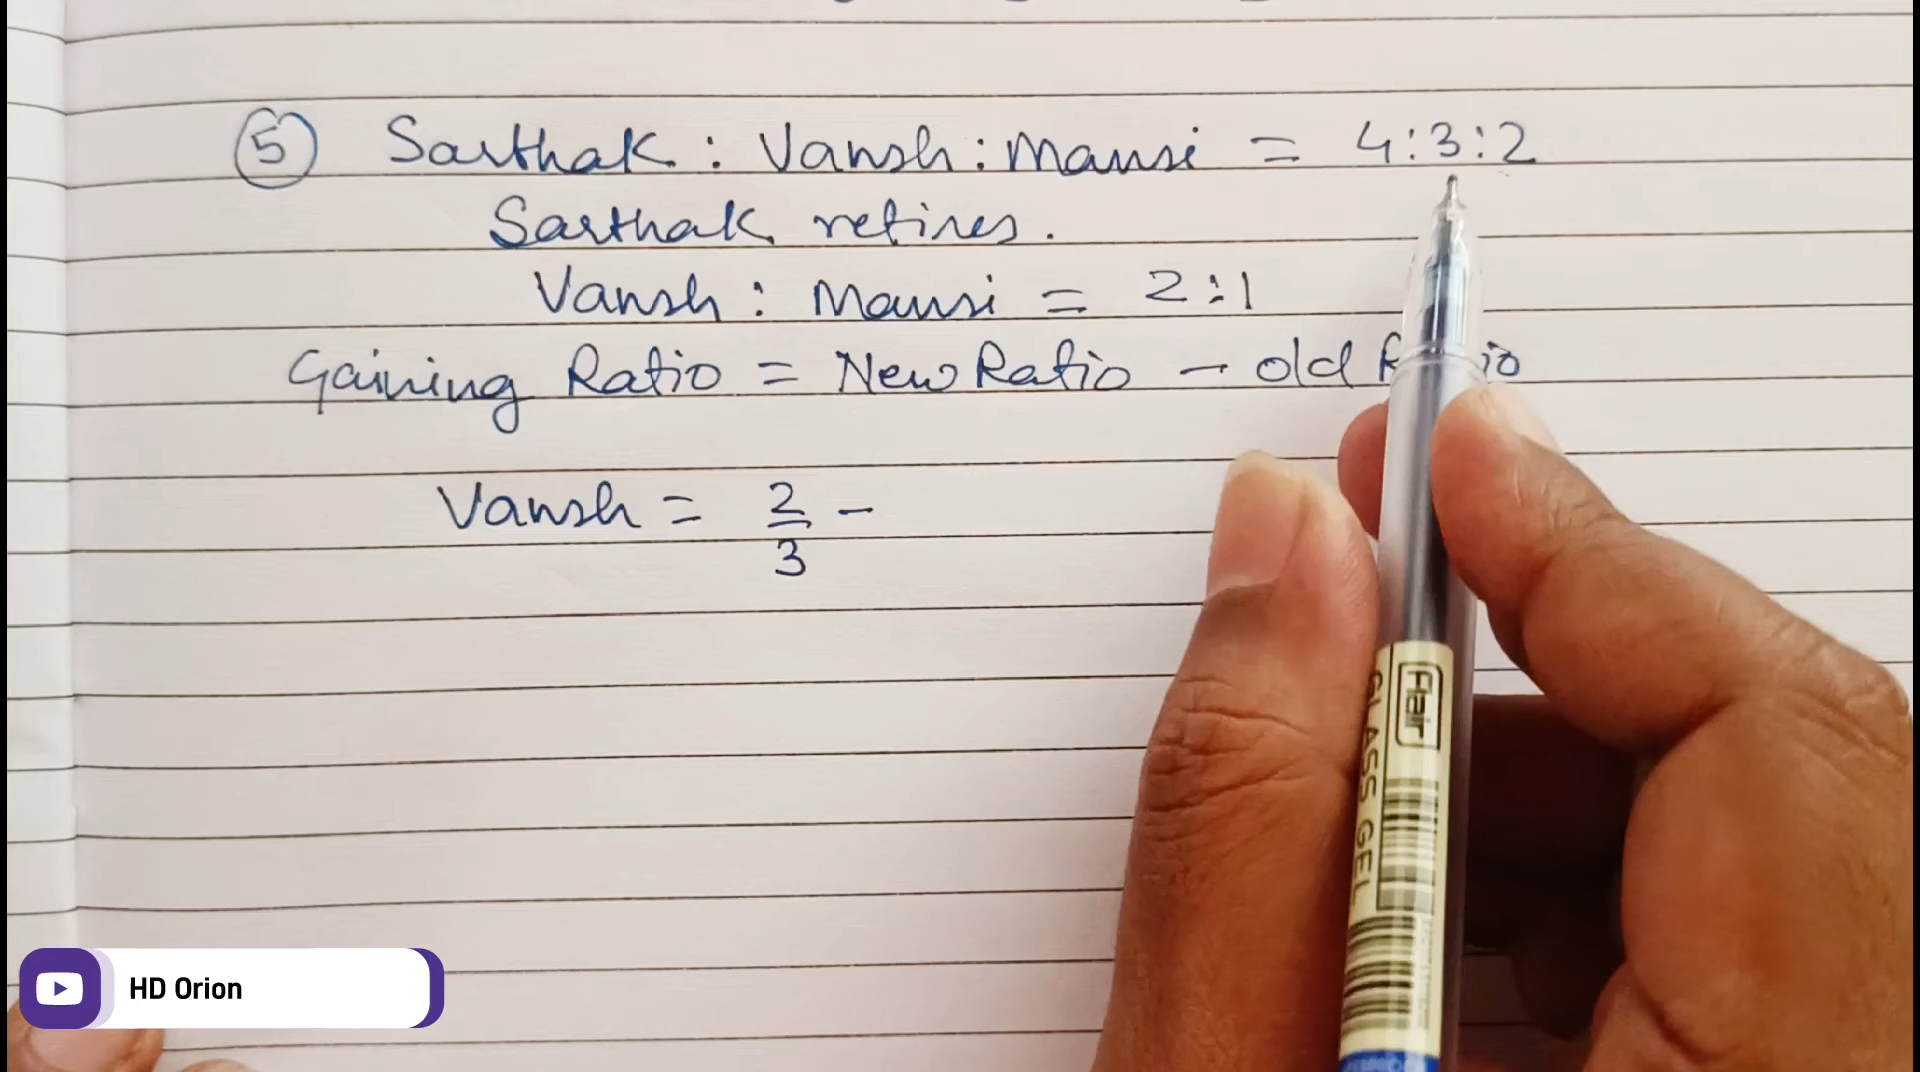 5 Sarthak : Vansh : Mansi = 4:3:2
Sarthak retires.
Vansh : Mansi = 2:1
Gaining Ratio = New Ratio - old
Vansh = 2/3 -
Flair
GLASS GEL
HD Orion